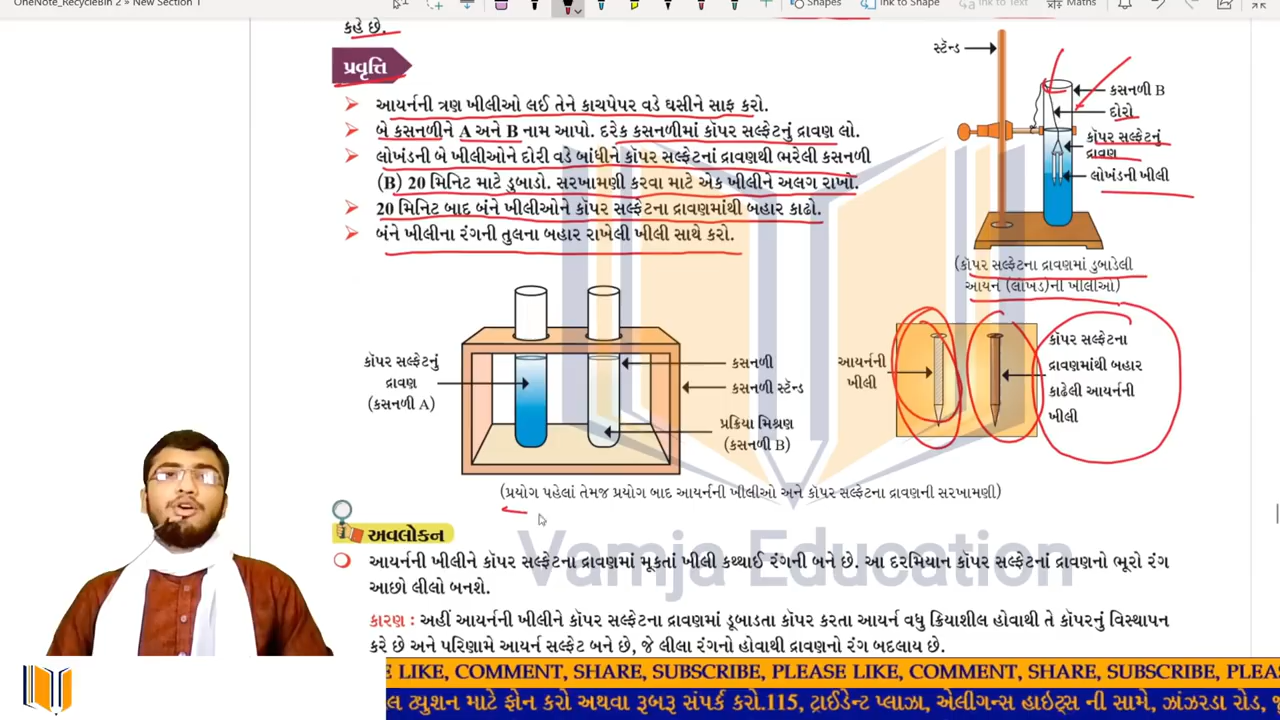 OneNote_RecycleBin 2 » New Section 1
Shapes
Ink to Shape
Ink to Text
Maths
કહે છે.
પ્રવૃત્તિ
આયર્નની ત્રણ ખીલીઓ લઈ તેને કાચપેપર વડે ઘસીને સાફ કરો.
બે કસનળીને A અને B નામ આપો. દરેક કસનળીમાં કૉપર સલ્ફેટનું દ્રાવણ લો.
લોખંડની બે ખીલીઓને દોરી વડે બાંધીને કૉપર સલ્ફેટનાં દ્રાવણથી ભરેલી કસનળી
(B) 20 મિનિટ માટે ડુબાડો. સરખામણી કરવા માટે એક ખીલીને અલગ રાખો.
20 મિનિટ બાદ બંને ખીલીઓને કૉપર સલ્ફેટના દ્રાવણમાંથી બહાર કાઢો.
બંને ખીલીના રંગની તુલના બહાર રાખેલી ખીલી સાથે કરો.
સ્ટૅન્ડ
કસનળી B
દોરો
કૉપર સલ્ફેટનું
દ્રાવણ
લોખંડની ખીલી
(કૉપર સલ્ફેટના દ્રાવણમાં ડુબાડેલી
આયર્ન (લોખંડ)ની ખીલીઓ)
કૉપર સલ્ફેટનું
દ્રાવણ
(કસનળી A)
કસનળી
કસનળી સ્ટૅન્ડ
પ્રક્રિયા મિશ્રણ
(કસનળી B)
આયર્નની
ખીલી
કૉપર સલ્ફેટના
દ્રાવણમાંથી બહાર
કાઢેલી આયર્નની
ખીલી
(પ્રયોગ પહેલાં તેમજ પ્રયોગ બાદ આયર્નની ખીલીઓ અને કૉપર સલ્ફેટના દ્રાવણની સરખામણી)
અવલોકન
Vamja Education
આયર્નની ખીલીને કૉપર સલ્ફેટના દ્રાવણમાં મૂકતાં ખીલી કથ્થાઈ રંગની બને છે. આ દરમિયાન કૉપર સલ્ફેટનાં દ્રાવણનો ભૂરો રંગ
આછો લીલો બનશે.
કારણ : અહીં આયર્નની ખીલીને કૉપર સલ્ફેટના દ્રાવણમાં ડૂબાડતા કૉપર કરતા આયર્ન વધુ ક્રિયાશીલ હોવાથી તે કૉપરનું વિસ્થાપન
કરે છે અને પરિણામે આયર્ન સલ્ફેટ બને છે, જે લીલા રંગનો હોવાથી દ્રાવણનો રંગ બદલાય છે.
LIKE, COMMENT, SHARE, SUBSCRIBE, PLEASE LIKE, COMMENT, SHARE, SUBSCRIBE, PLEA
ટ્યુશન માટે ફોન કરો અથવા રૂબરૂ સંપર્ક કરો.115, ટ્રાઈડેન્ટ પ્લાઝા, એલીગન્સ હાઇટ્સ ની સામે, ઝાંઝરડા રોડ,